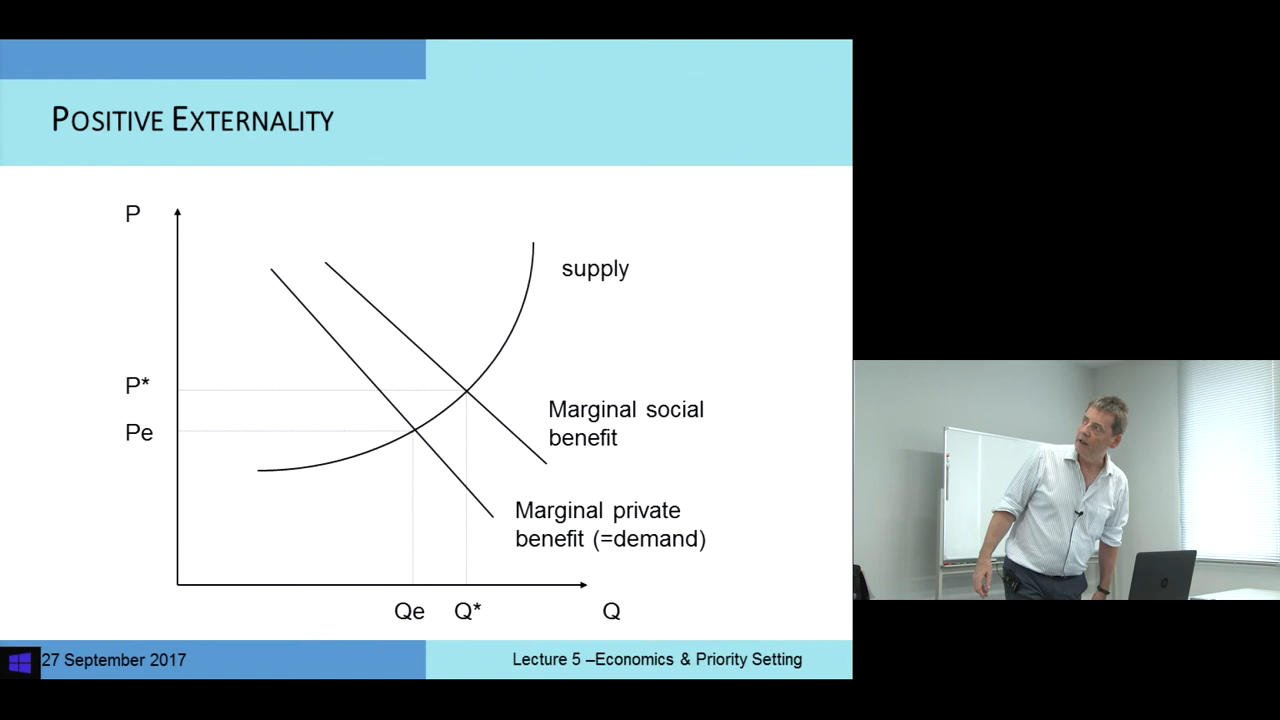 POSITIVE EXTERNALITY
P
supply
P*
Marginal social
benefit
Pe
Marginal private
benefit (=demand)
Qe
Q*
Q
27 September 2017
Lecture 5 –Economics & Priority Setting